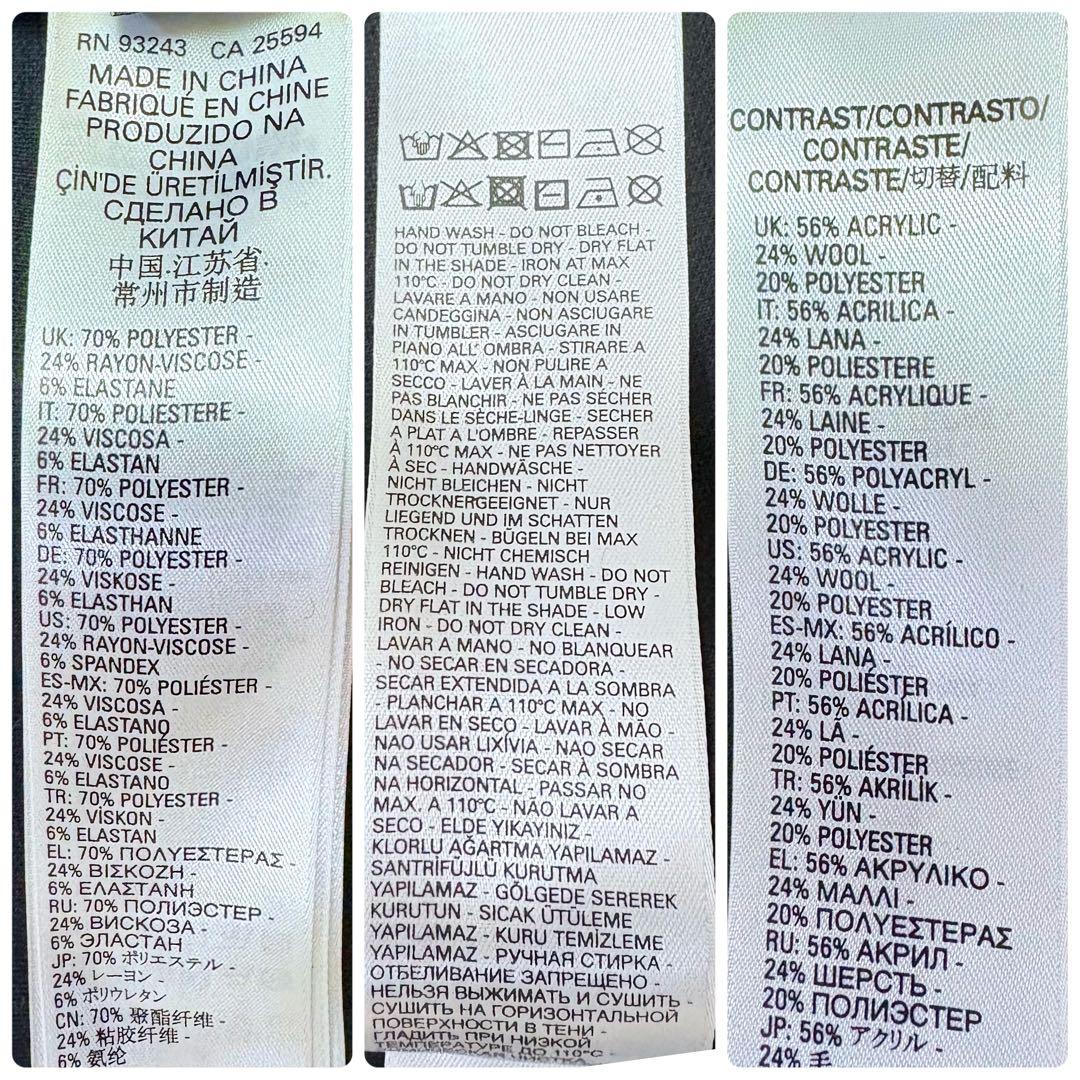 RN 93243 CA 25594
MADE IN CHINA
FABRIQUÉ EN CHINE
PRODUZIDO NA
CHINA
ÇİN'DE ÜRETİLMİŞTİR.
СДЕЛАНО В
КИТАЙ
中国.江苏省.
常州市制造
UK: 70% POLYESTER -
24% RAYON-VISCOSE -
6% ELASTANE
IT: 70% POLIESTERE -
24% VISCOSA -
6% ELASTAN
FR: 70% POLYESTER -
24% VISCOSE -
6% ELASTHANNE
DE: 70% POLYESTER -
24% VISKOSE -
6% ELASTHAN
US: 70% POLYESTER -
24% RAYON-VISCOSE -
6% SPANDEX
ES-MX: 70% POLIÉSTER -
24% VISCOSA -
6% ELASTANO
PT: 70% POLIÉSTER -
24% VISCOSE -
6% ELASTANO
TR: 70% POLYESTER -
24% VİSKON -
6% ELASTAN
EL: 70% ΠΟΛΥΕΣΤΕΡΑΣ -
24% ΒΙΣΚΟΖΗ -
6% ΕΛΑΣΤΑΝΗ
RU: 70% ПОЛИЭСТЕР -
24% ВИСКОЗА -
6% ЭЛАСТАН
JP: 70% ポリエステル -
24% レーヨン -
6% ポリウレタン
CN: 70% 聚酯纤维 -
24% 粘胶纤维 -
6% 氨纶
HAND WASH - DO NOT BLEACH -
DO NOT TUMBLE DRY - DRY FLAT
IN THE SHADE - IRON AT MAX
110°C - DO NOT DRY CLEAN -
LAVARE A MANO - NON USARE
CANDEGGINA - NON ASCIUGARE
IN TUMBLER - ASCIUGARE IN
PIANO ALL' OMBRA - STIRARE A
110°C MAX - NON PULIRE A
SECCO - LAVER À LA MAIN - NE
PAS BLANCHIR - NE PAS SÉCHER
DANS LE SÈCHE-LINGE - SECHER
A PLAT A L'OMBRE - REPASSER
À 110°C MAX - NE PAS NETTOYER
À SEC - HANDWÄSCHE -
NICHT BLEICHEN - NICHT
TROCKNERGEEIGNET - NUR
LIEGEND UND IM SCHATTEN
TROCKNEN - BÜGELN BEI MAX
110°C - NICHT CHEMISCH
REINIGEN - HAND WASH - DO NOT
BLEACH - DO NOT TUMBLE DRY -
DRY FLAT IN THE SHADE - LOW
IRON - DO NOT DRY CLEAN -
LAVAR A MANO - NO BLANQUEAR
- NO SECAR EN SECADORA -
SECAR EXTENDIDA A LA SOMBRA
- PLANCHAR A 110°C MAX - NO
LAVAR EN SECO - LAVAR À MÃO -
NAO USAR LIXÍVIA - NAO SECAR
NA SECADOR - SECAR À SOMBRA
NA HORIZONTAL - PASSAR NO
MAX. A 110°C - NÃO LAVAR A
SECO - ELDE YIKAYINIZ -
KLORLU AĞARTMA YAPILAMAZ -
SANTRİFÜJLÜ KURUTMA
YAPILAMAZ - GÖLGEDE SEREREK
KURUTUN - SICAK ÜTÜLEME
YAPILAMAZ - KURU TEMİZLEME
YAPILAMAZ - РУЧНАЯ СТИРКА -
ОТБЕЛИВАНИЕ ЗАПРЕЩЕНО -
НЕЛЬЗЯ ВЫЖИМАТЬ И СУШИТЬ -
СУШИТЬ НА ГОРИЗОНТАЛЬНОЙ
ПОВЕРХНОСТИ В ТЕНИ -
ГЛАДИТЬ ПРИ НИЗКОЙ
ТЕМПЕРАТУРЕ ДО 110°C -
CONTRAST/CONTRASTO/
CONTRASTE/
CONTRASTE/切替/配料
UK: 56% ACRYLIC -
24% WOOL -
20% POLYESTER
IT: 56% ACRILICA -
24% LANA -
20% POLIESTERE
FR: 56% ACRYLIQUE -
24% LAINE -
20% POLYESTER
DE: 56% POLYACRYL -
24% WOLLE -
20% POLYESTER
US: 56% ACRYLIC -
24% WOOL -
20% POLYESTER
ES-MX: 56% ACRÍLICO -
24% LANA -
20% POLIÉSTER
PT: 56% ACRÍLICA -
24% LÃ -
20% POLIÉSTER
TR: 56% AKRİLİK -
24% YÜN -
20% POLYESTER
EL: 56% ΑΚΡΥΛΙΚΟ -
24% ΜΑΛΛΙ -
20% ΠΟΛΥΕΣΤΕΡΑΣ
RU: 56% АКРИЛ -
24% ШЕРСТЬ -
20% ПОЛИЭСТЕР
JP: 56% アクリル -
24% 毛